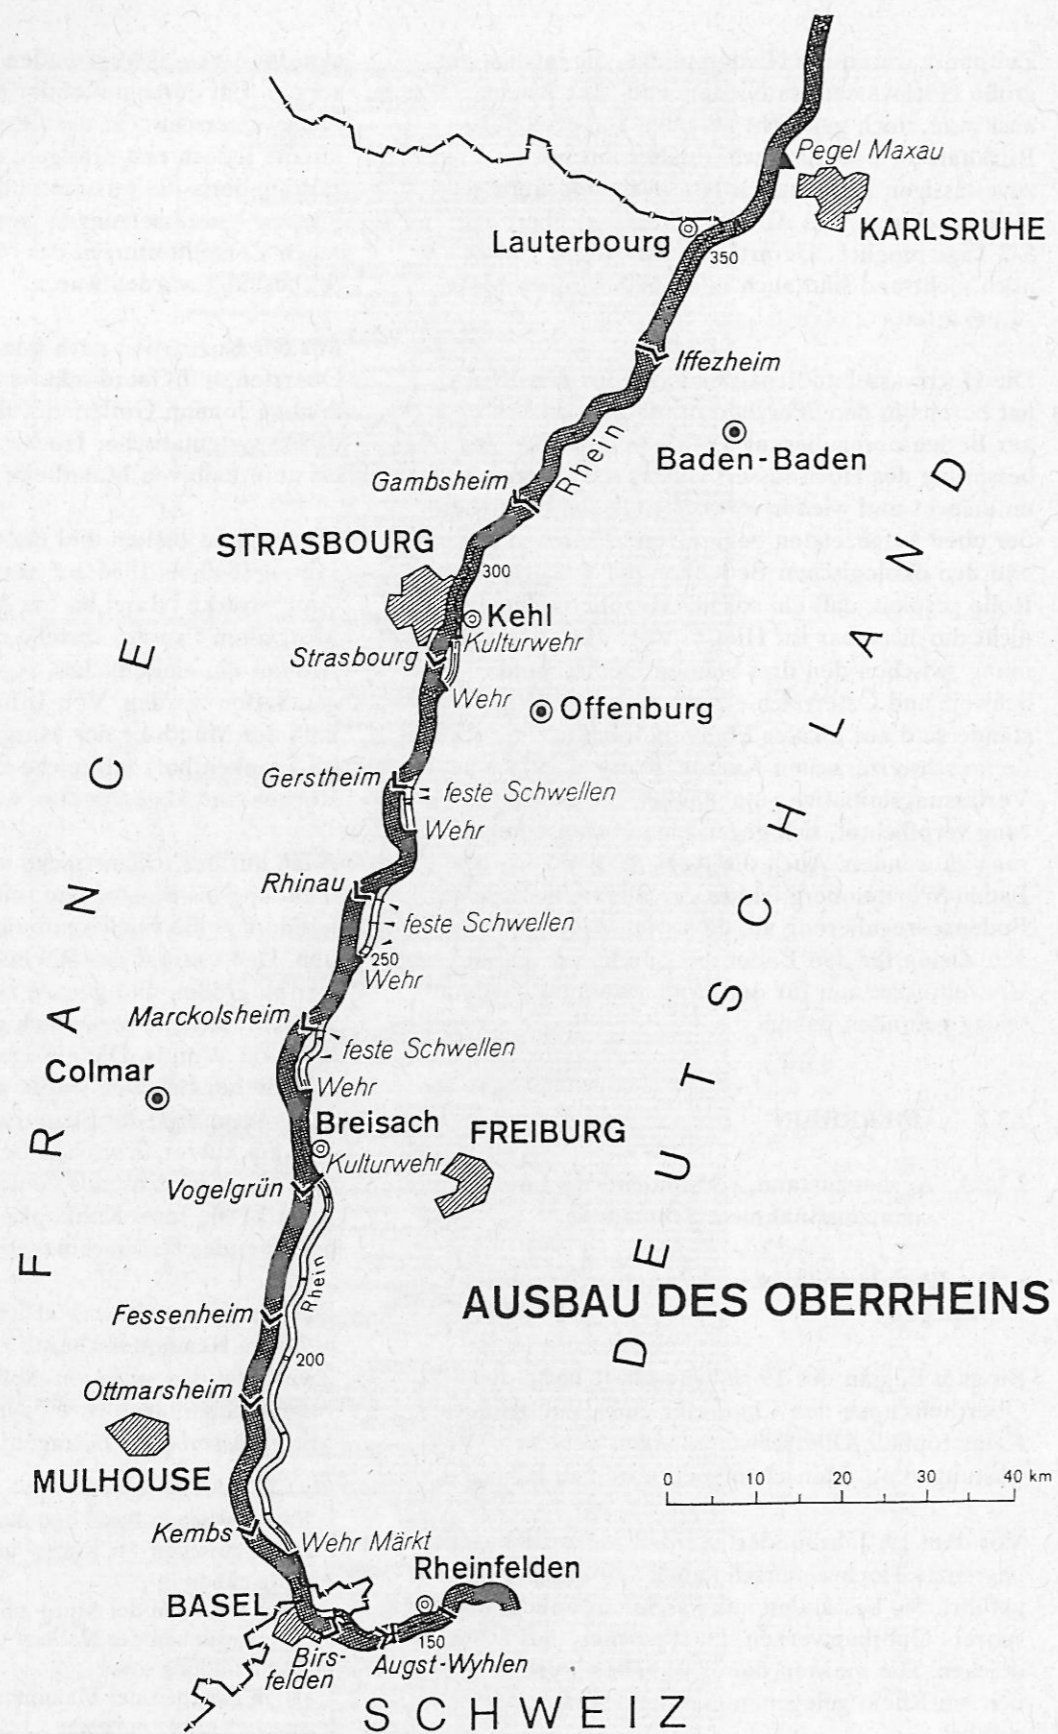 Pegel Maxau
KARLSRUHE
Lauterbourg
350
Iffezheim
Rhein
Baden-Baden
Gambsheim
STRASBOURG
300
Kehl
Kulturwehr
Strasbourg
Wehr
Offenburg
Gerstheim
feste Schwellen
Wehr
Rhinau
feste Schwellen
250
Wehr
Marckolsheim
feste Schwellen
Colmar
Wehr
Breisach
FREIBURG
Kulturwehr
Vogelgrün
Rhein
FRANCE
DEUTSCHLAND
AUSBAU DES OBERRHEINS
Fessenheim
200
Ottmarsheim
MULHOUSE
0 10 20 30 40 km
Kembs
Wehr Märkt
Rheinfelden
BASEL
150
Birs-
felden
Augst-Wyhlen
SCHWEIZ